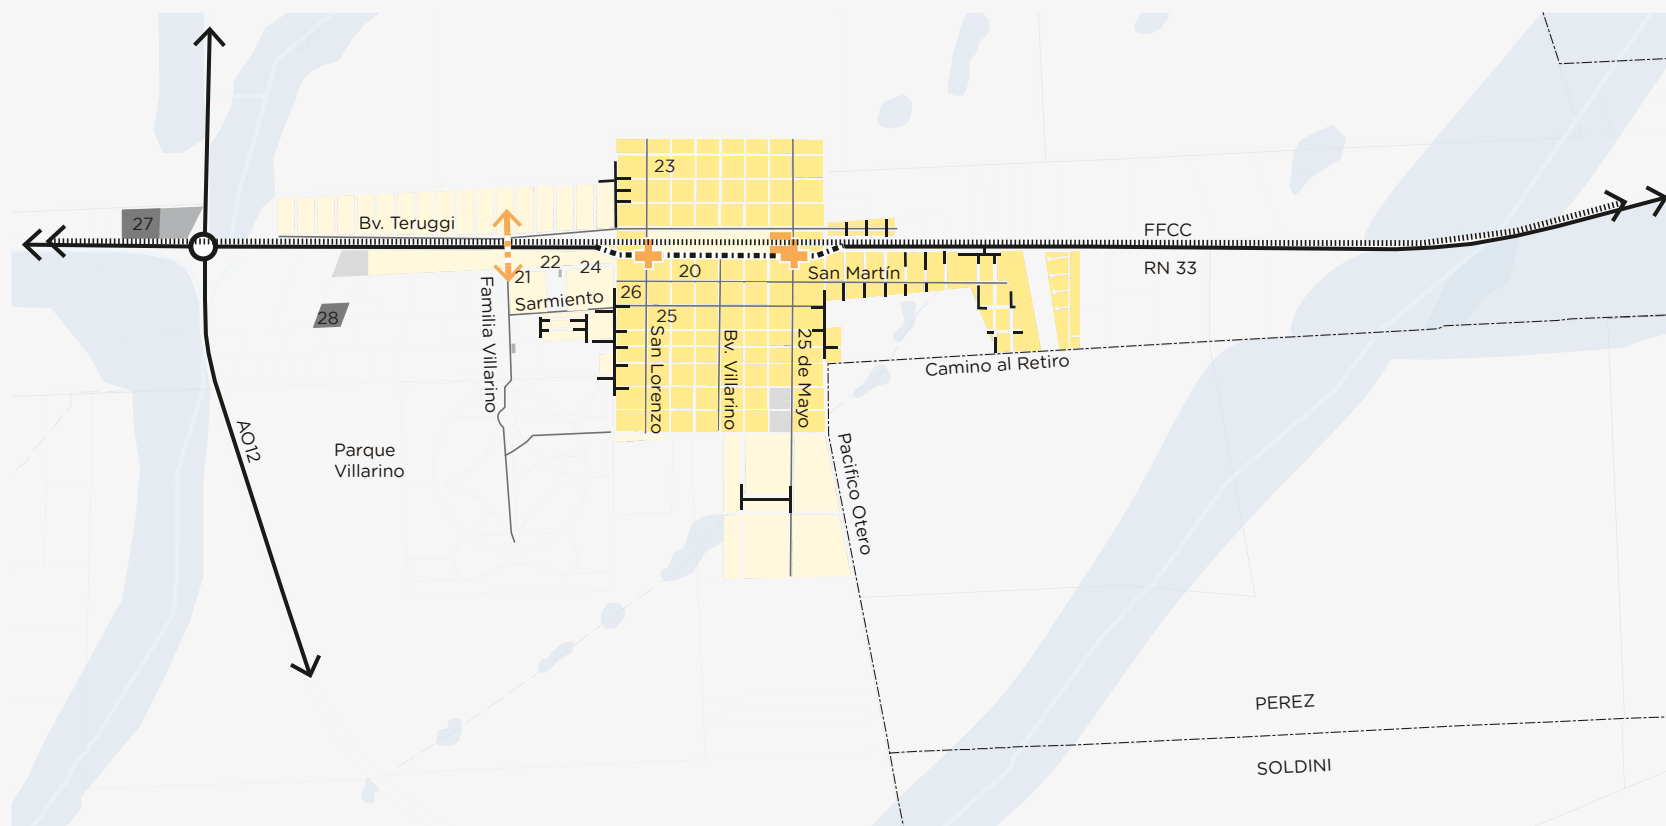 23
27
Bv. Teruggi
FFCC
RN 33
22
24
20
San Martín
21
26
Sarmiento
25
28
Familia Villarino
San Lorenzo
Bv. Villarino
25 de Mayo
Camino al Retiro
AO12
Parque
Villarino
Pacifico Otero
PEREZ
SOLDINI